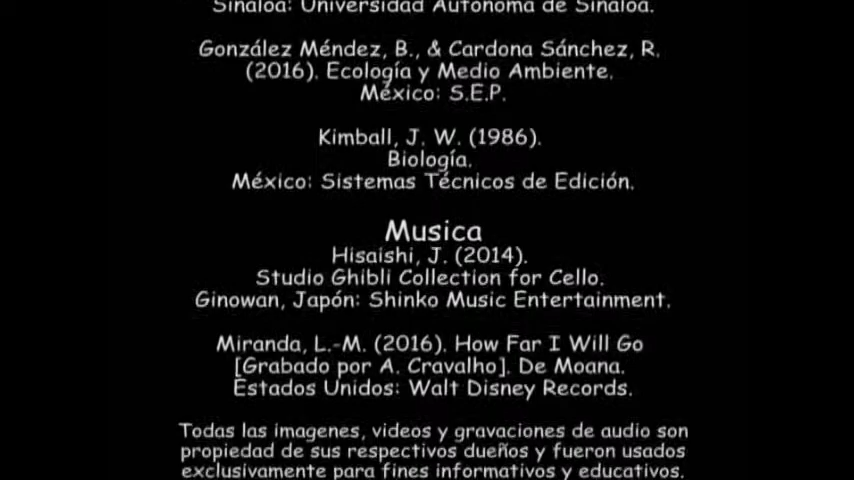 Sinaloa: Universidad Autónoma de Sinaloa.
González Méndez, B., & Cardona Sánchez, R.
(2016). Ecología y Medio Ambiente.
México: S.E.P.
Kimball, J. W. (1986).
Biología.
México: Sistemas Técnicos de Edición.
Musica
Hisaishi, J. (2014).
Studio Ghibli Collection for Cello.
Ginowan, Japón: Shinko Music Entertainment.
Miranda, L.-M. (2016). How Far I Will Go
[Grabado por A. Cravalho]. De Moana.
Estados Unidos: Walt Disney Records.
Todas las imagenes, videos y gravaciones de audio son
propiedad de sus respectivos dueños y fueron usados
exclusivamente para fines informativos y educativos.